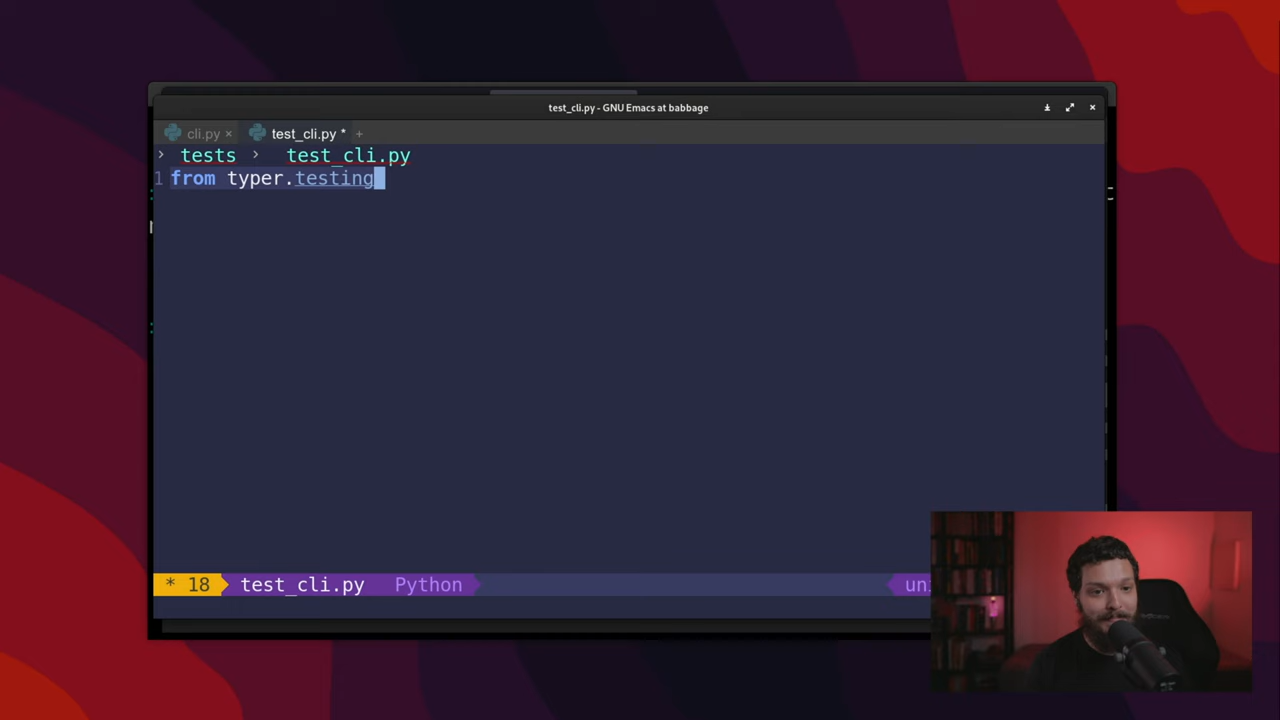 test_cli.py - GNU Emacs at babbage
cli.py × test_cli.py * +
› tests › test_cli.py
1 from typer.testing
* 18 test_cli.py Python